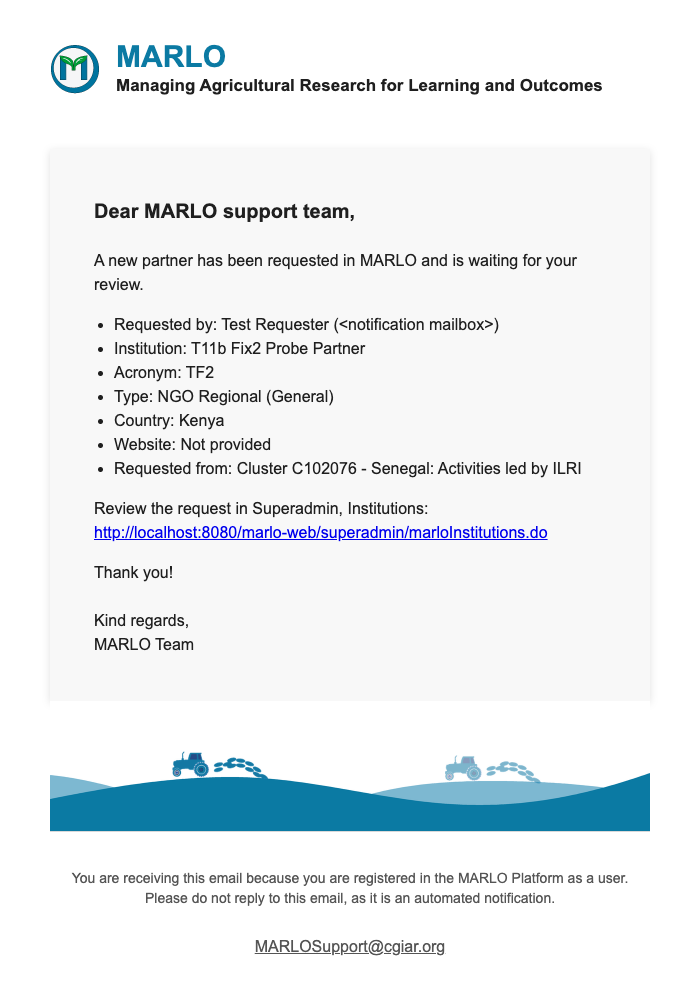 MARLO
Managing Agricultural Research for Learning and Outcomes
Dear MARLO support team,
A new partner has been requested in MARLO and is waiting for your
review.
• Requested by: Test Requester (<notification mailbox>)
• Institution: T11b Fix2 Probe Partner
• Acronym: TF2
• Type: NGO Regional (General)
• Country: Kenya
• Website: Not provided
• Requested from: Cluster C102076 - Senegal: Activities led by ILRI
Review the request in Superadmin, Institutions:
http://localhost:8080/marlo-web/superadmin/marloInstitutions.do
Thank you!
Kind regards,
MARLO Team
You are receiving this email because you are registered in the MARLO Platform as a user.
Please do not reply to this email, as it is an automated notification.
MARLOSupport@cgiar.org